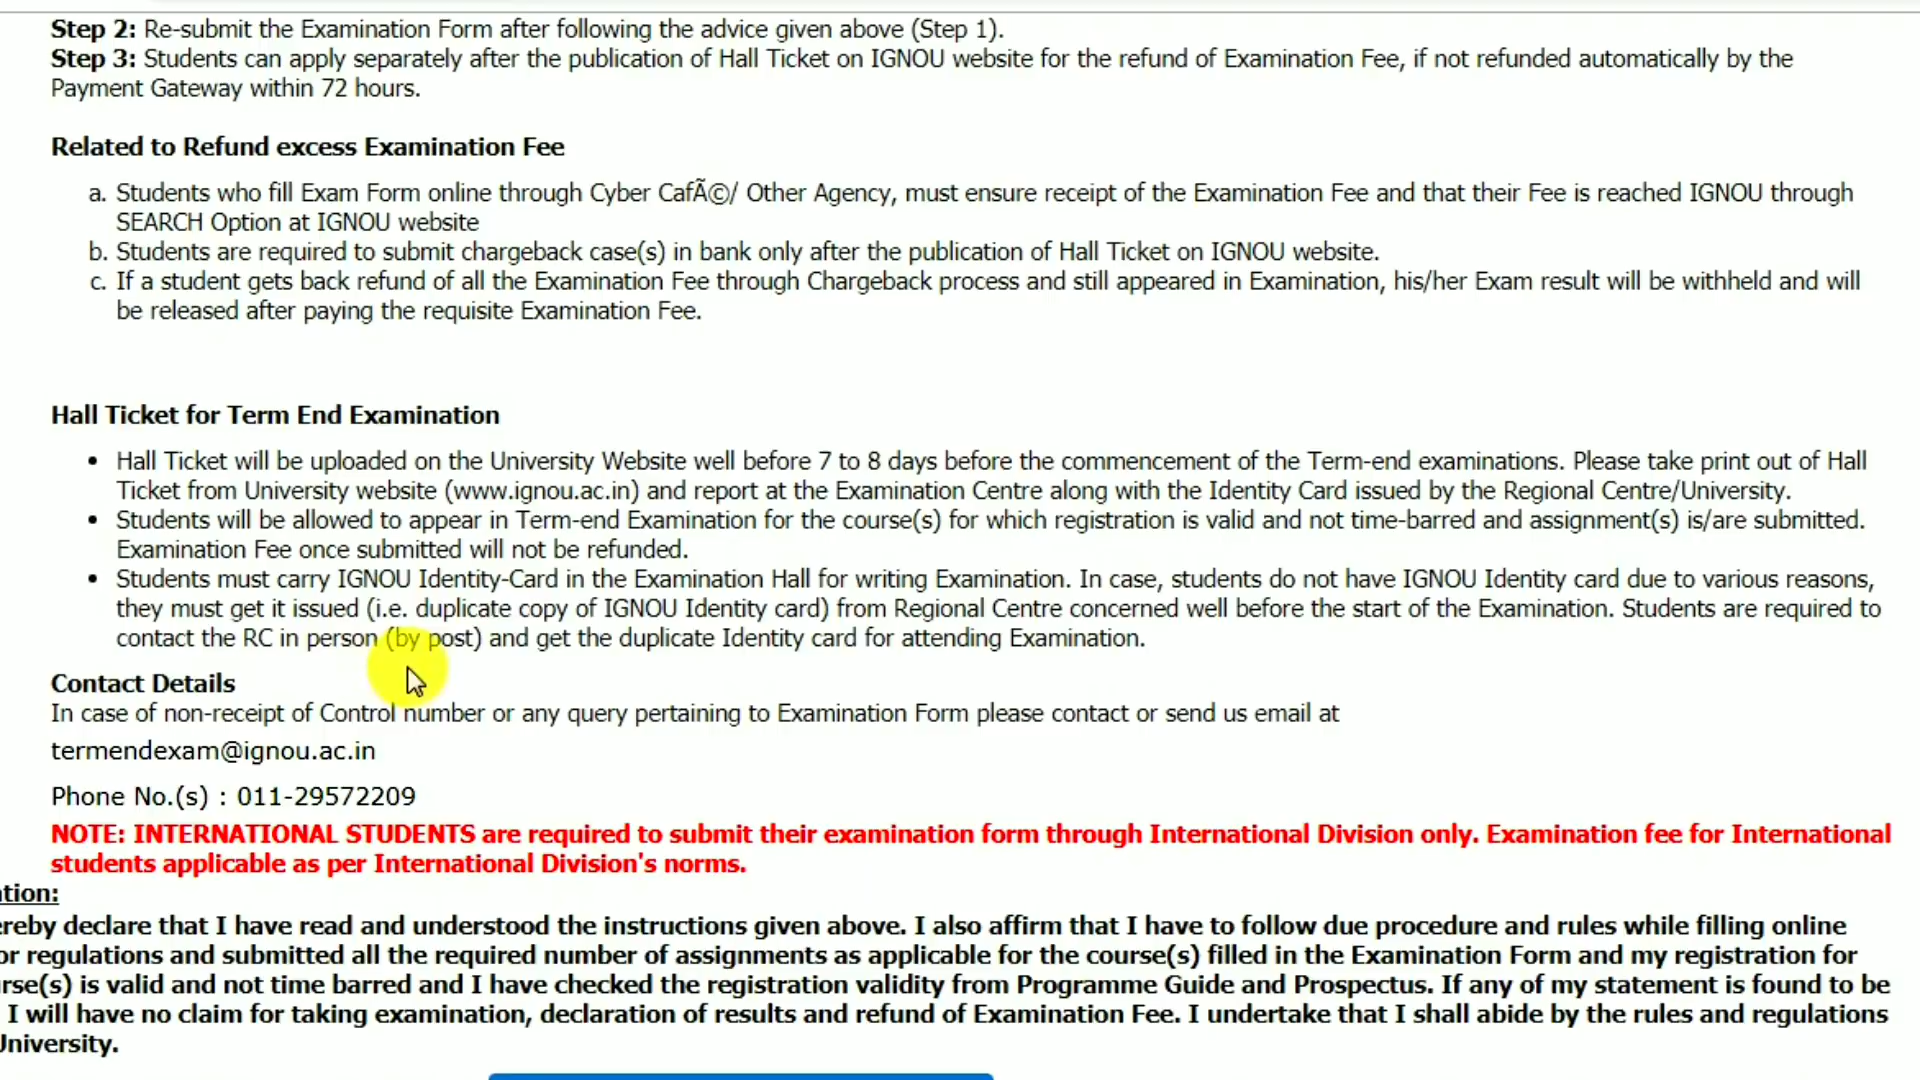 Step 2: Re-submit the Examination Form after following the advice given above (Step 1).
Step 3: Students can apply separately after the publication of Hall Ticket on IGNOU website for the refund of Examination Fee, if not refunded automatically by the
Payment Gateway within 72 hours.
Related to Refund excess Examination Fee
a. Students who fill Exam Form online through Cyber CafÃ©/ Other Agency, must ensure receipt of the Examination Fee and that their Fee is reached IGNOU through
SEARCH Option at IGNOU website
b. Students are required to submit chargeback case(s) in bank only after the publication of Hall Ticket on IGNOU website.
c. If a student gets back refund of all the Examination Fee through Chargeback process and still appeared in Examination, his/her Exam result will be withheld and will
be released after paying the requisite Examination Fee.
Hall Ticket for Term End Examination
• Hall Ticket will be uploaded on the University Website well before 7 to 8 days before the commencement of the Term-end examinations. Please take print out of Hall
Ticket from University website (www.ignou.ac.in) and report at the Examination Centre along with the Identity Card issued by the Regional Centre/University.
• Students will be allowed to appear in Term-end Examination for the course(s) for which registration is valid and not time-barred and assignment(s) is/are submitted.
Examination Fee once submitted will not be refunded.
• Students must carry IGNOU Identity-Card in the Examination Hall for writing Examination. In case, students do not have IGNOU Identity card due to various reasons,
they must get it issued (i.e. duplicate copy of IGNOU Identity card) from Regional Centre concerned well before the start of the Examination. Students are required to
contact the RC in person (by post) and get the duplicate Identity card for attending Examination.
Contact Details
In case of non-receipt of Control number or any query pertaining to Examination Form please contact or send us email at
termendexam@ignou.ac.in
Phone No.(s) : 011-29572209
NOTE: INTERNATIONAL STUDENTS are required to submit their examination form through International Division only. Examination fee for International
students applicable as per International Division's norms.
ation:
ereby declare that I have read and understood the instructions given above. I also affirm that I have to follow due procedure and rules while filling online
or regulations and submitted all the required number of assignments as applicable for the course(s) filled in the Examination Form and my registration for
rse(s) is valid and not time barred and I have checked the registration validity from Programme Guide and Prospectus. If any of my statement is found to be
I will have no claim for taking examination, declaration of results and refund of Examination Fee. I undertake that I shall abide by the rules and regulations
University.